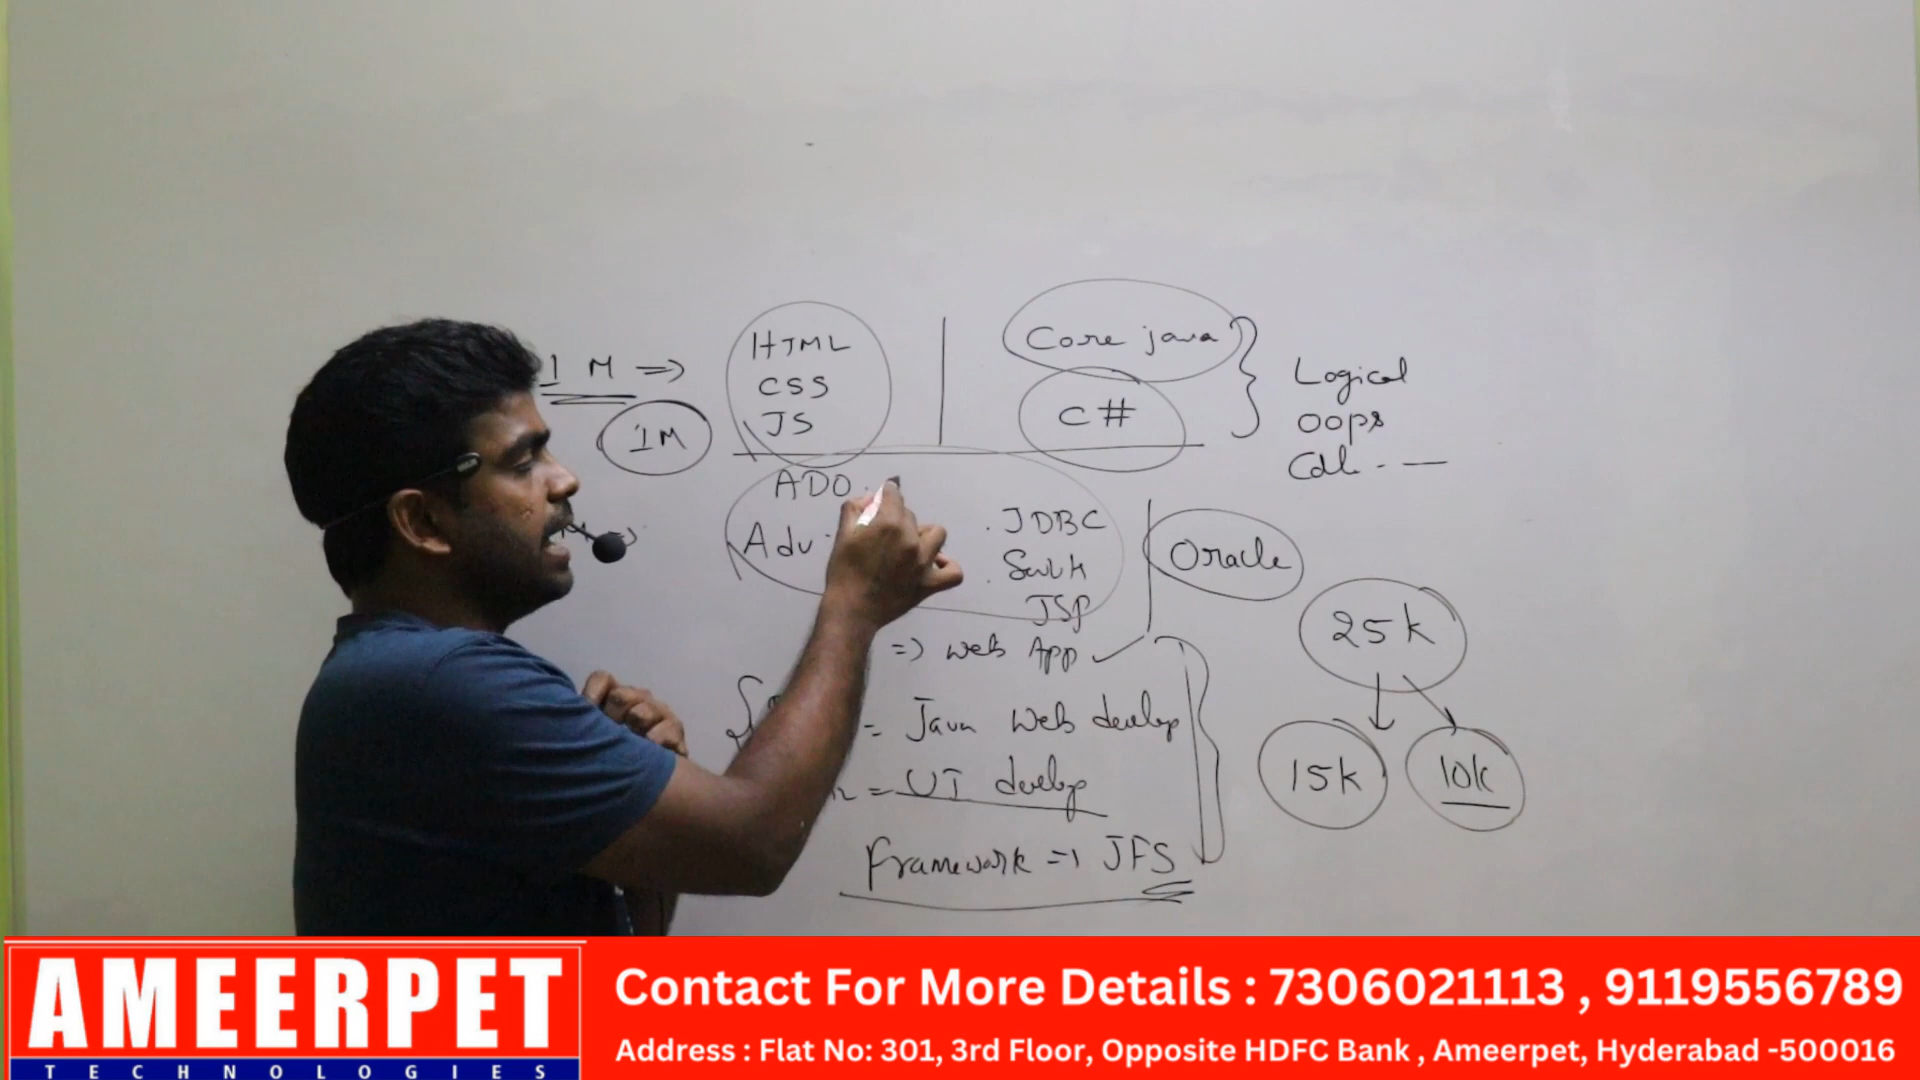 1 M => HTML
CSS
JS
1M
Core java
C#
Logical
OOPS
ADO.
Adv.
JDBC
JSP
Oracle
=> Web App
= Java Web develop
= UI develop
Framework => JFS
25k
15k
10k
AMEERPET
TECHNOLOGIES
Contact For More Details : 7306021113 , 9119556789
Address : Flat No: 301, 3rd Floor, Opposite HDFC Bank , Ameerpet, Hyderabad -500016